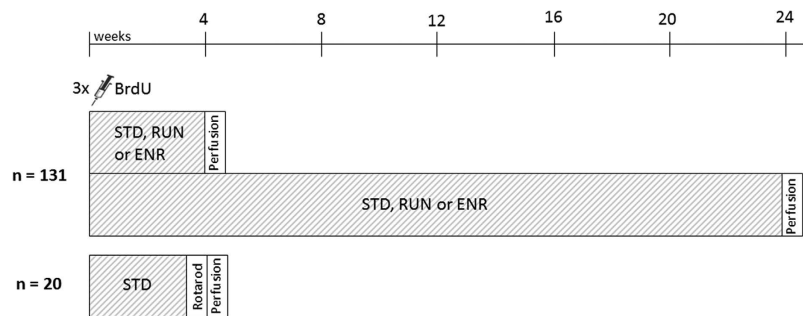 4 8 12 16 20 24
weeks
3x BrdU
STD, RUN
or ENR
Perfusion
n = 131
STD, RUN or ENR
Perfusion
n = 20
STD
Rotarod
Perfusion